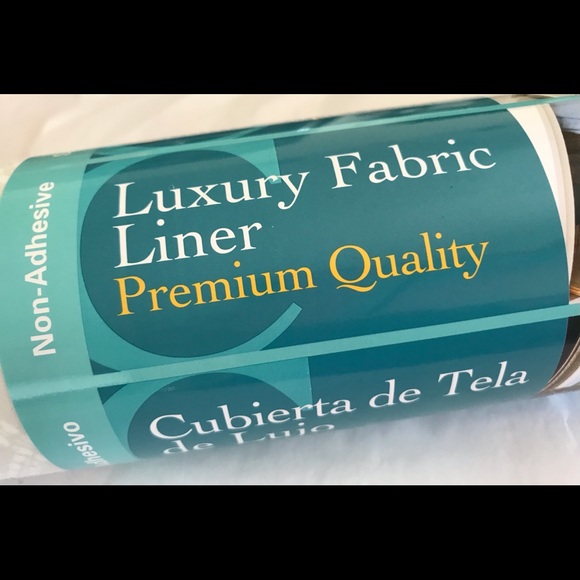 Non-Adhesive
Luxury Fabric
Liner
Premium Quality
Cubierta de Tela
de Lujo